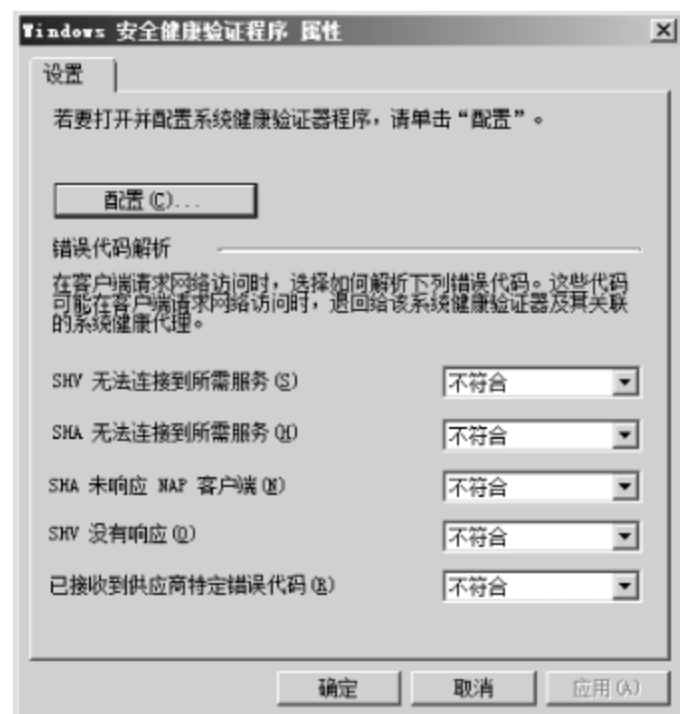 Windows 安全健康验证程序 属性
设置
若要打开并配置系统健康验证器程序，请单击“配置”。
配置(C)...
错误代码解析
在客户端请求网络访问时，选择如何解析下列错误代码。这些代码
可能在客户端请求网络访问时，退回给该系统健康验证器及其关联
的系统健康代理。
SHV 无法连接到所需服务(S) 不符合
SHA 无法连接到所需服务(H) 不符合
SHA 未响应 NAP 客户端(N) 不符合
SHV 没有响应(O) 不符合
已接收到供应商特定错误代码(R) 不符合
确定 取消 应用(A)